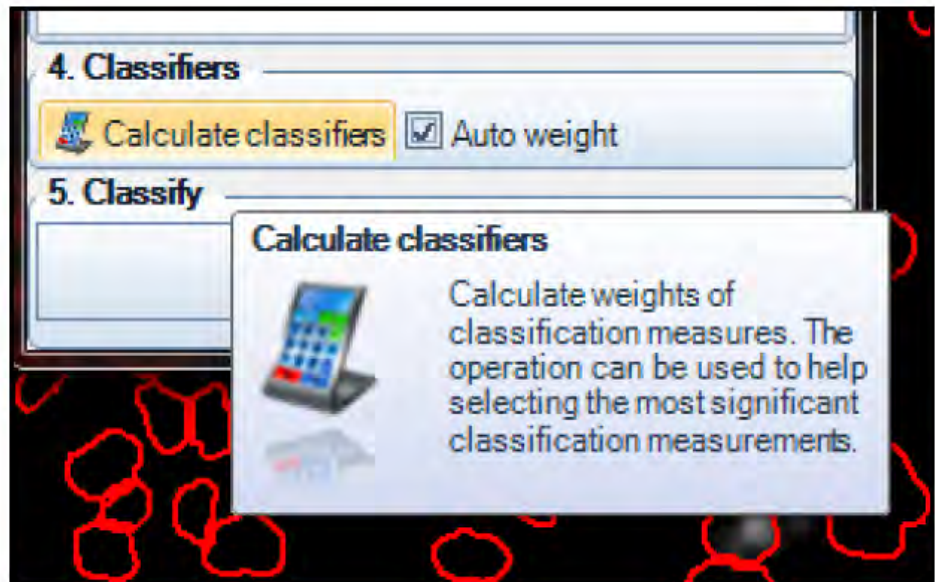 4. Classifiers
Calculate classifiers Auto weight
5. Classify
Calculate classifiers
Calculate weights of
classification measures. The
operation can be used to help
selecting the most significant
classification measurements.